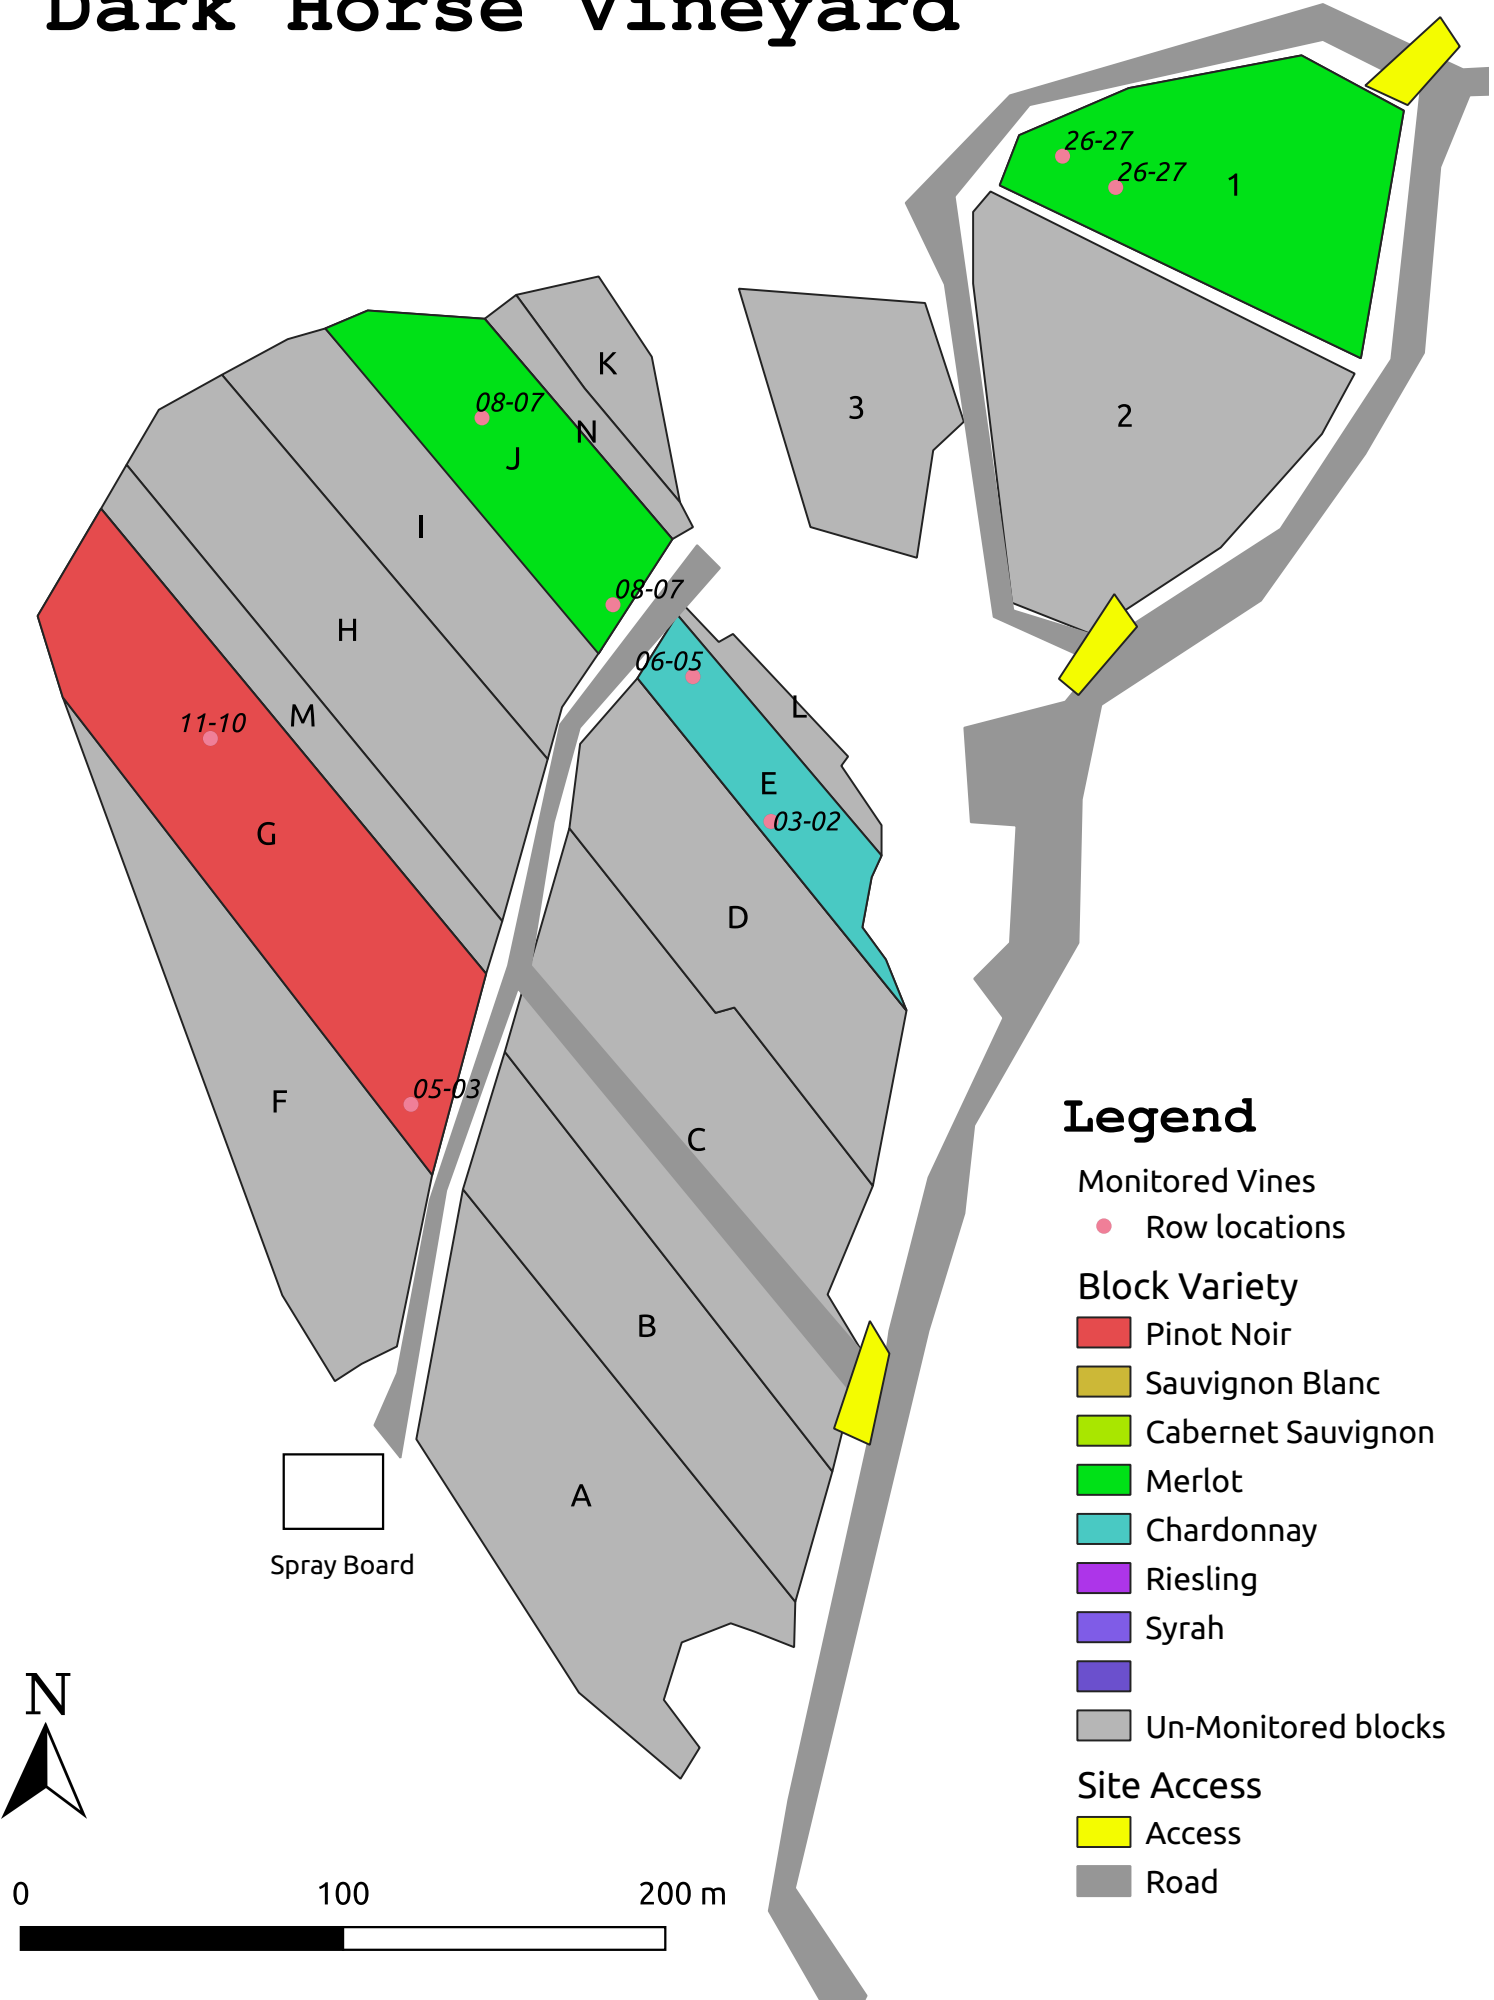 Dark Horse Vineyard
26-27
26-27
1
K
3
2
08-07
N
J
I
08-07
H
06-05
L
M
11-10
E
03-02
G
D
05-03
F
C
B
A
Spray Board
Legend
Monitored Vines
Row locations
Block Variety
Pinot Noir
Sauvignon Blanc
Cabernet Sauvignon
Merlot
Chardonnay
Riesling
Syrah
Un-Monitored blocks
Site Access
Access
Road
N
0 100 200 m